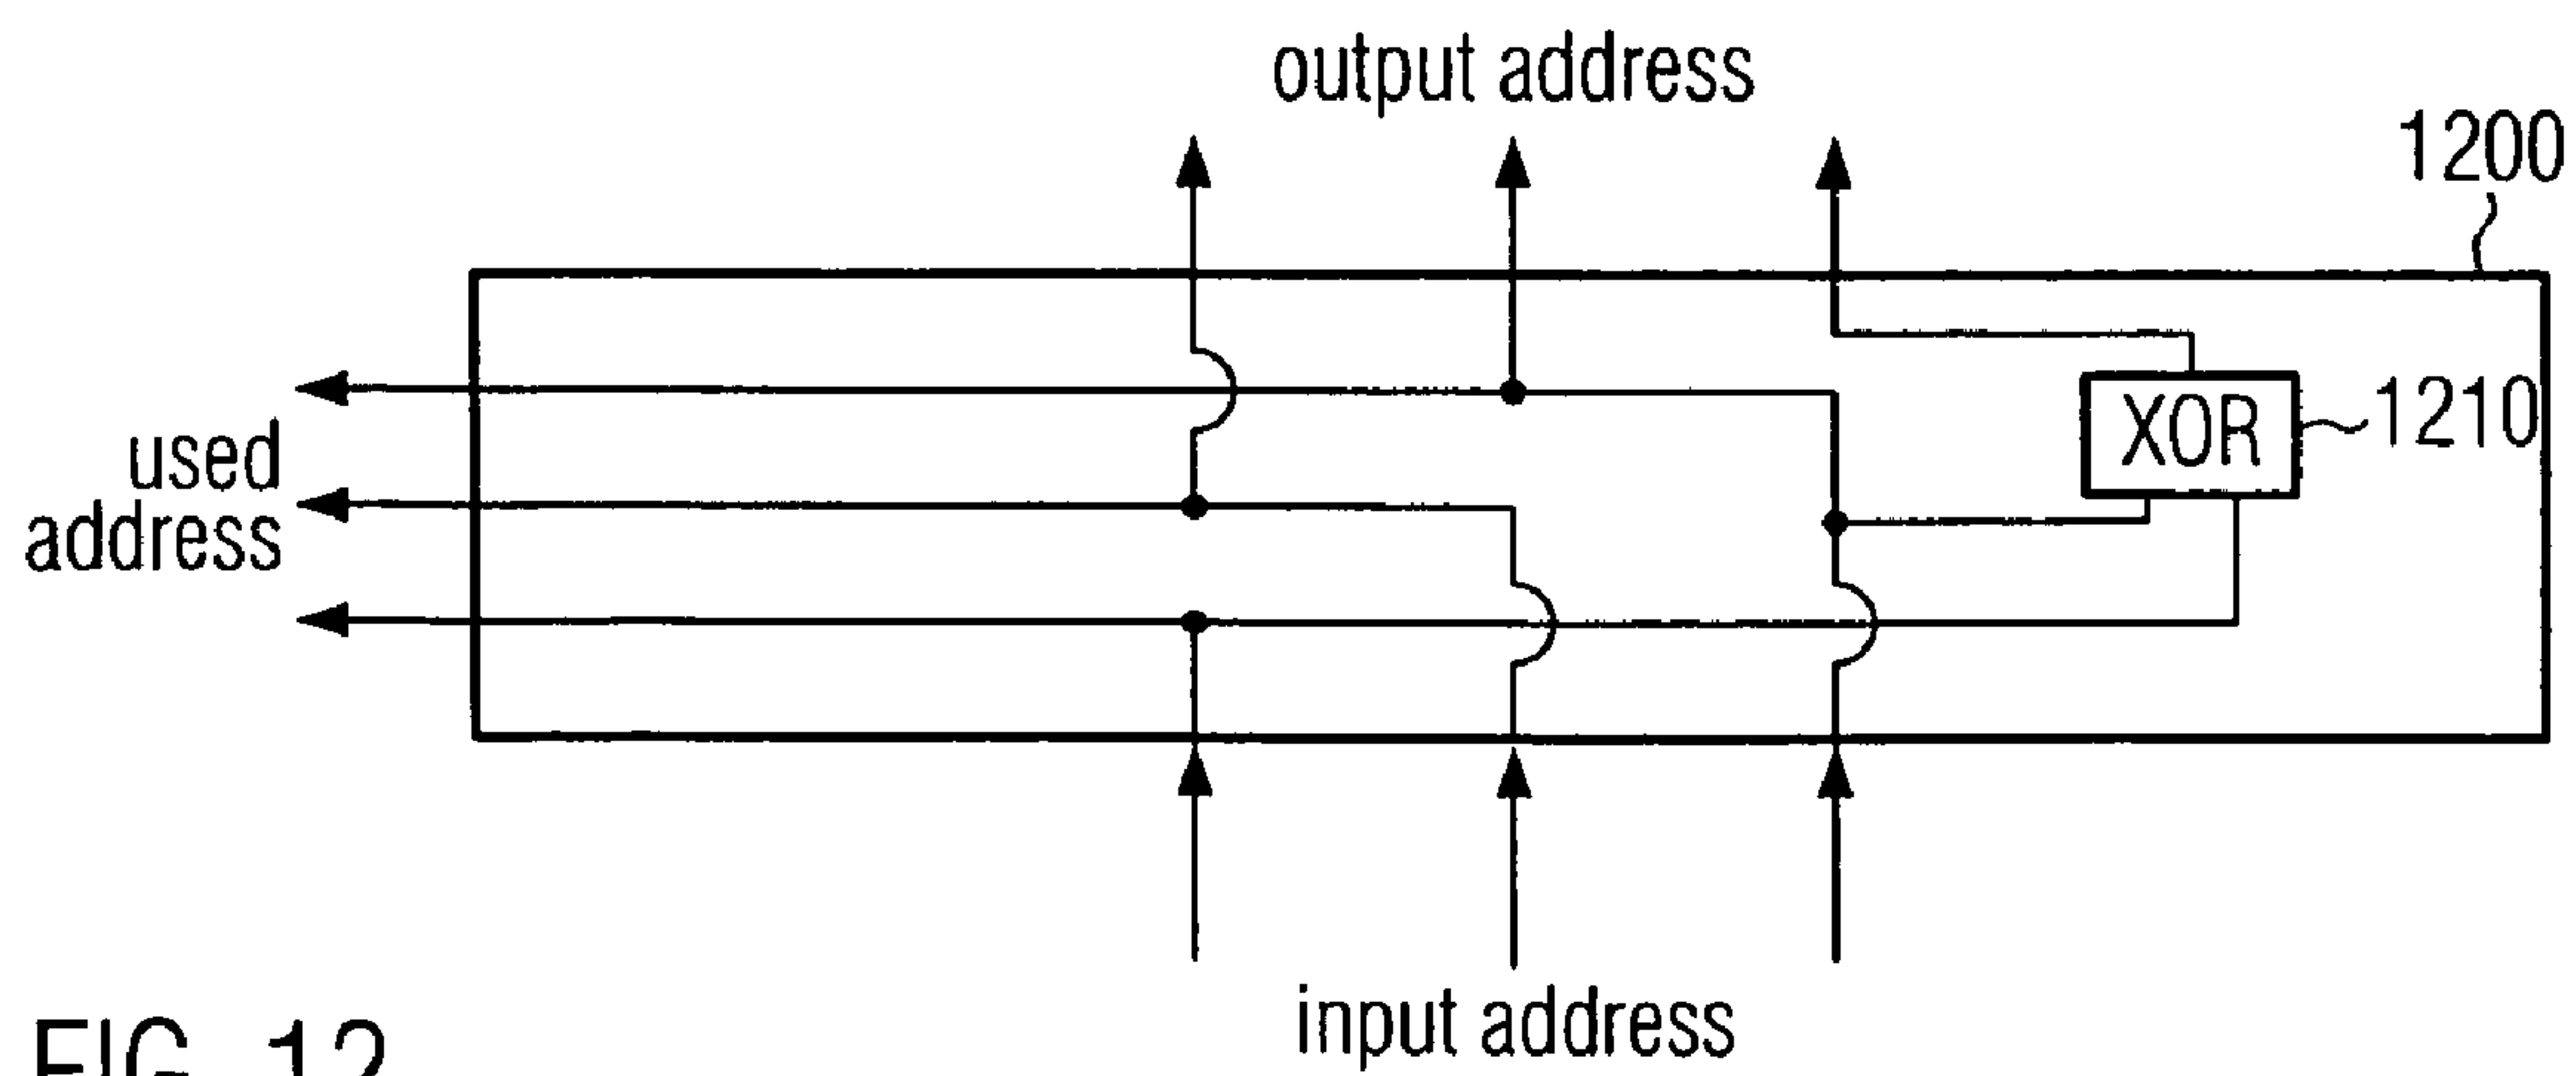 output address
1200
XOR
1210
used
address
input address
FIG. 12